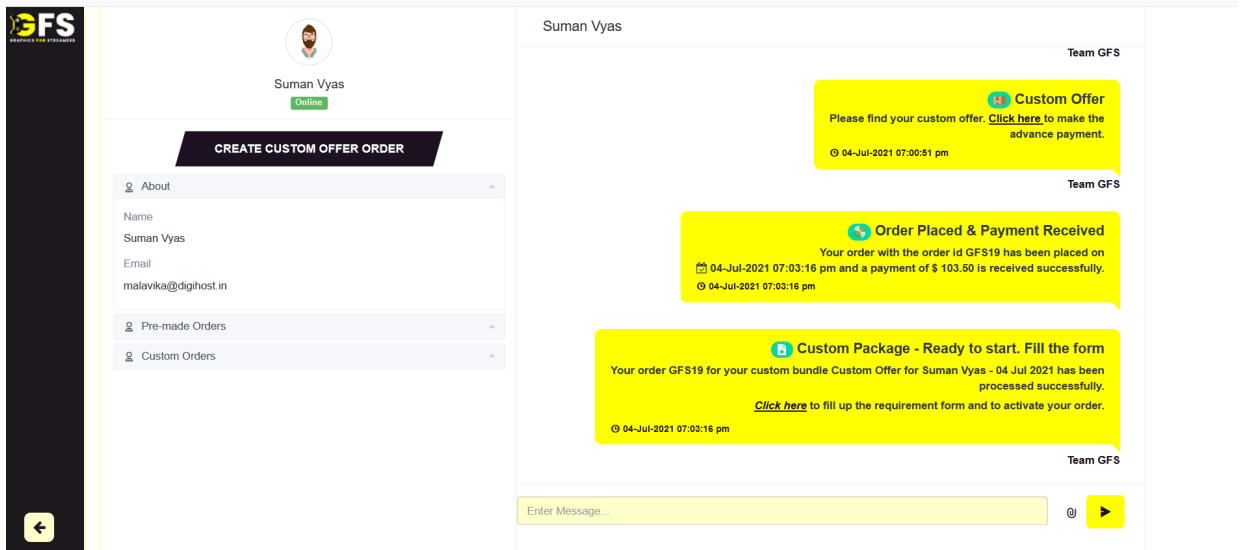 GFS
GRAPHICS FOR STREAMERS
Suman Vyas
Online
CREATE CUSTOM OFFER ORDER
About
Name
Suman Vyas
Email
malavika@digihost.in
Pre-made Orders
Custom Orders
Suman Vyas
Team GFS
Custom Offer
Please find your custom offer. Click here to make the
advance payment.
04-Jul-2021 07:00:51 pm
Team GFS
Order Placed & Payment Received
Your order with the order id GFS19 has been placed on
04-Jul-2021 07:03:16 pm and a payment of $ 103.50 is received successfully.
04-Jul-2021 07:03:16 pm
Custom Package - Ready to start. Fill the form
Your order GFS19 for your custom bundle Custom Offer for Suman Vyas - 04 Jul 2021 has been
processed successfully.
Click here to fill up the requirement form and to activate your order.
04-Jul-2021 07:03:16 pm
Team GFS
Enter Message...